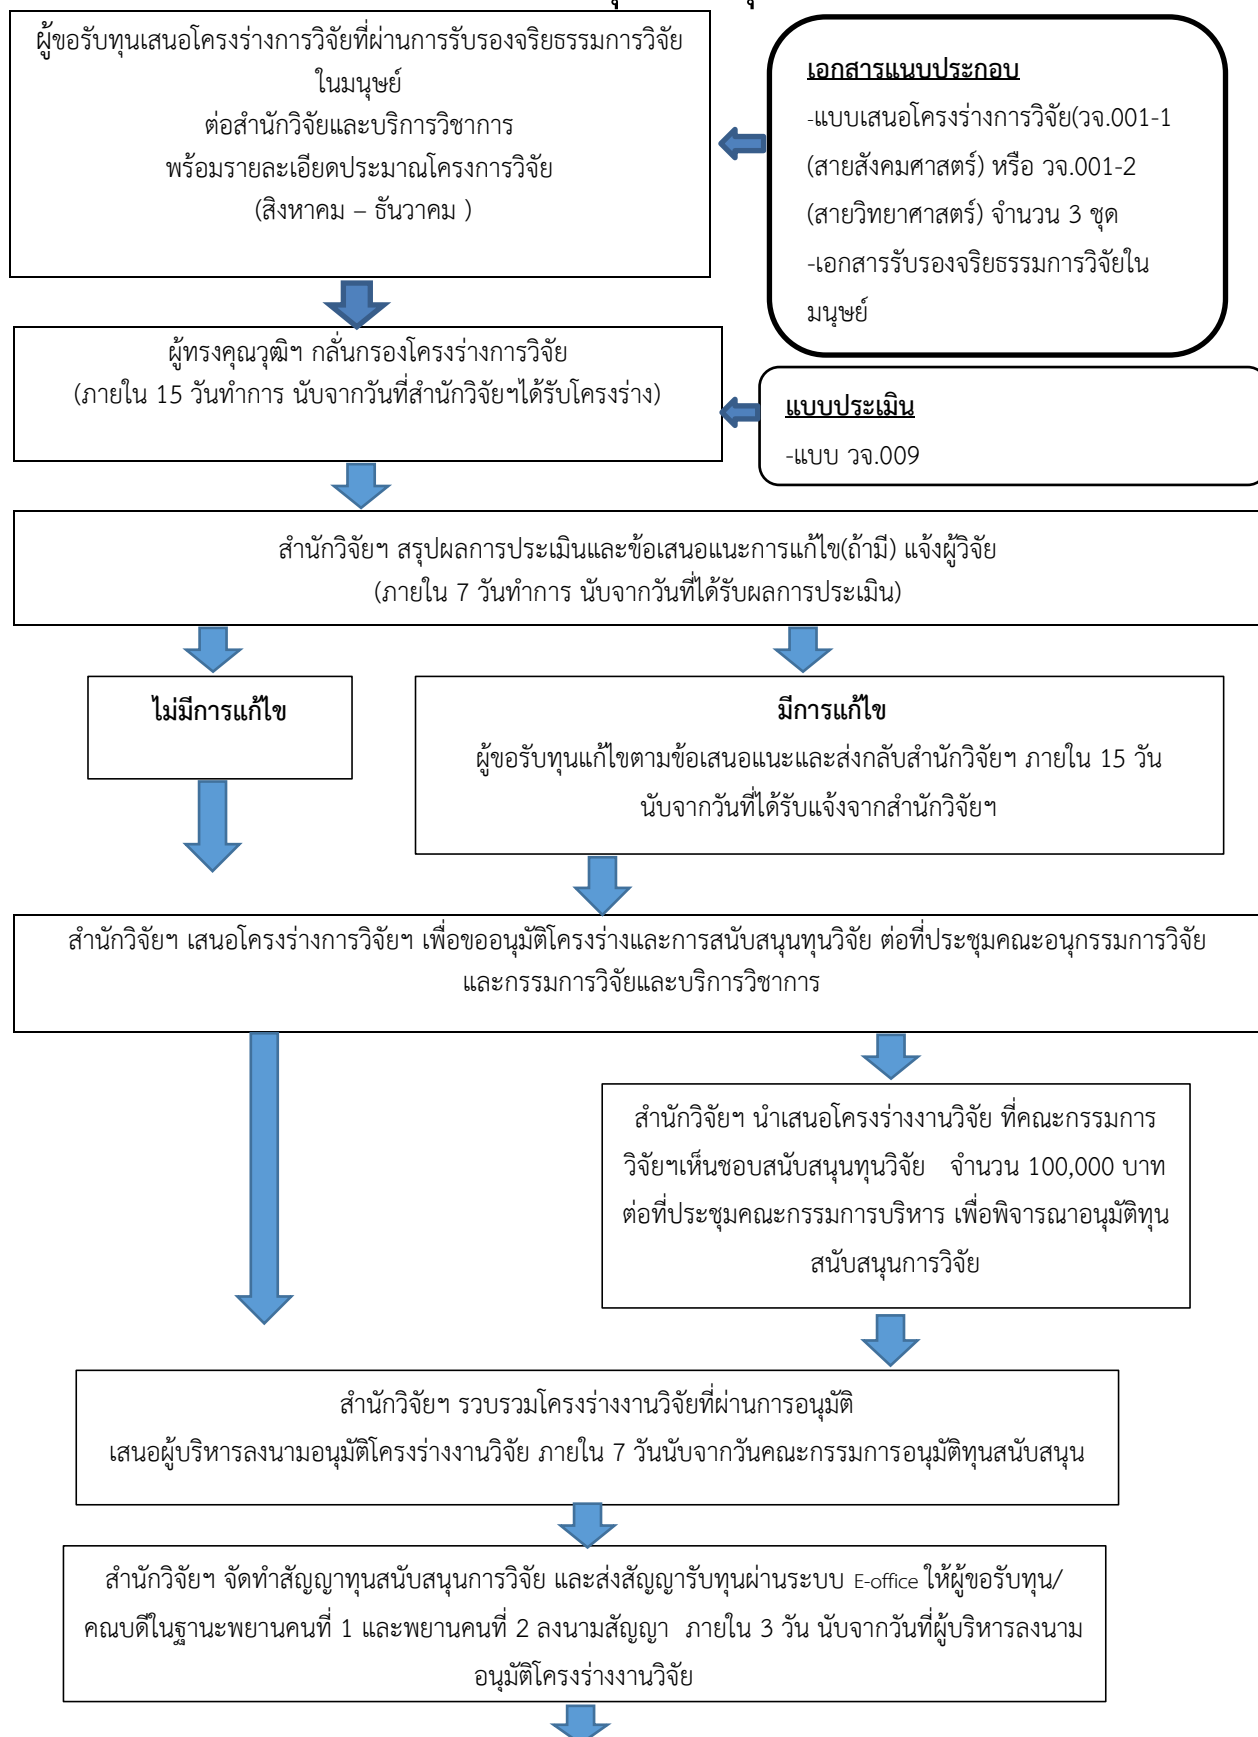 ผู้ขอรับทุนเสนอโครงร่างการวิจัยที่ผ่านการรับรองจริยธรรมการวิจัย
ในมนุษย์
ต่อสำนักวิจัยและบริการวิชาการ
พร้อมรายละเอียดประมาณโครงการวิจัย
(สิงหาคม – ธันวาคม )
เอกสารแนบประกอบ
-แบบเสนอโครงร่างการวิจัย(วจ.001-1
(สายสังคมศาสตร์) หรือ วจ.001-2
(สายวิทยาศาสตร์) จำนวน 3 ชุด
-เอกสารรับรองจริยธรรมการวิจัยใน
มนุษย์
ผู้ทรงคุณวุฒิฯ กลั่นกรองโครงร่างการวิจัย
(ภายใน 15 วันทำการ นับจากวันที่สำนักวิจัยฯได้รับโครงร่าง)
แบบประเมิน
-แบบ วจ.009
สำนักวิจัยฯ สรุปผลการประเมินและข้อเสนอแนะการแก้ไข(ถ้ามี) แจ้งผู้วิจัย
(ภายใน 7 วันทำการ นับจากวันที่ได้รับผลการประเมิน)
ไม่มีการแก้ไข
มีการแก้ไข
ผู้ขอรับทุนแก้ไขตามข้อเสนอแนะและส่งกลับสำนักวิจัยฯ ภายใน 15 วัน
นับจากวันที่ได้รับแจ้งจากสำนักวิจัยฯ
สำนักวิจัยฯ เสนอโครงร่างการวิจัยฯ เพื่อขออนุมัติโครงร่างและการสนับสนุนทุนวิจัย ต่อที่ประชุมคณะอนุกรรมการวิจัย
และกรรมการวิจัยและบริการวิชาการ
สำนักวิจัยฯ นำเสนอโครงร่างงานวิจัย ที่คณะกรรมการ
วิจัยฯเห็นชอบสนับสนุนทุนวิจัย จำนวน 100,000 บาท
ต่อที่ประชุมคณะกรรมการบริหาร เพื่อพิจารณาอนุมัติทุน
สนับสนุนการวิจัย
สำนักวิจัยฯ รวบรวมโครงร่างงานวิจัยที่ผ่านการอนุมัติ
เสนอผู้บริหารลงนามอนุมัติโครงร่างงานวิจัย ภายใน 7 วันนับจากวันคณะกรรมการอนุมัติทุนสนับสนุน
สำนักวิจัยฯ จัดทำสัญญาทุนสนับสนุนการวิจัย และส่งสัญญารับทุนผ่านระบบ E-office ให้ผู้ขอรับทุน/
คณบดีในฐานะพยานคนที่ 1 และพยานคนที่ 2 ลงนามสัญญา ภายใน 3 วัน นับจากวันที่ผู้บริหารลงนาม
อนุมัติโครงร่างงานวิจัย